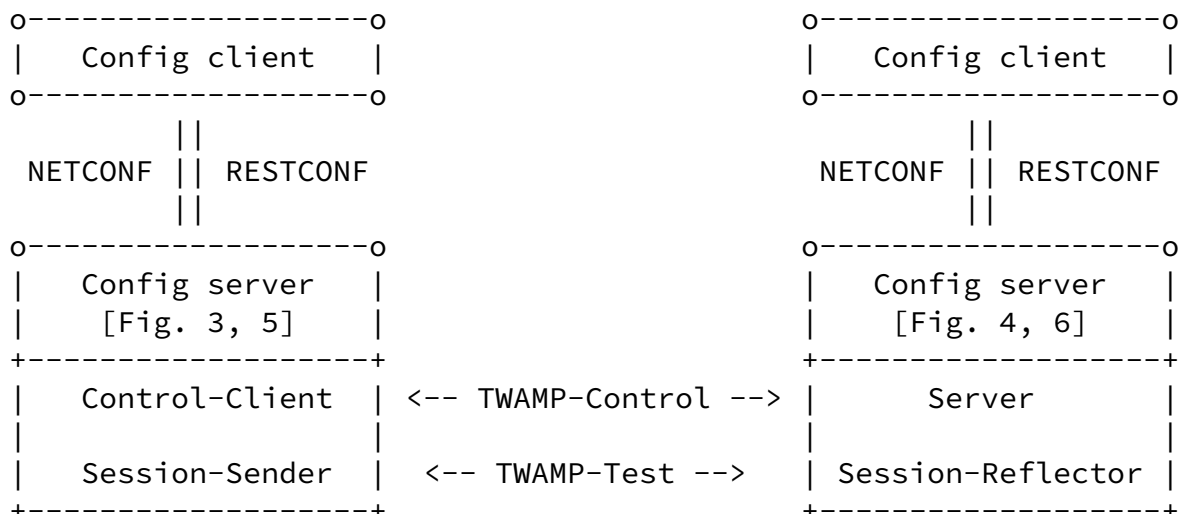 Config client Config client
NETCONF RESTCONF NETCONF RESTCONF
Config server Config server
[Fig. 3, 5] [Fig. 4, 6]
Control-Client <-- TWAMP-Control --> Server
Session-Sender <-- TWAMP-Test --> Session-Reflector